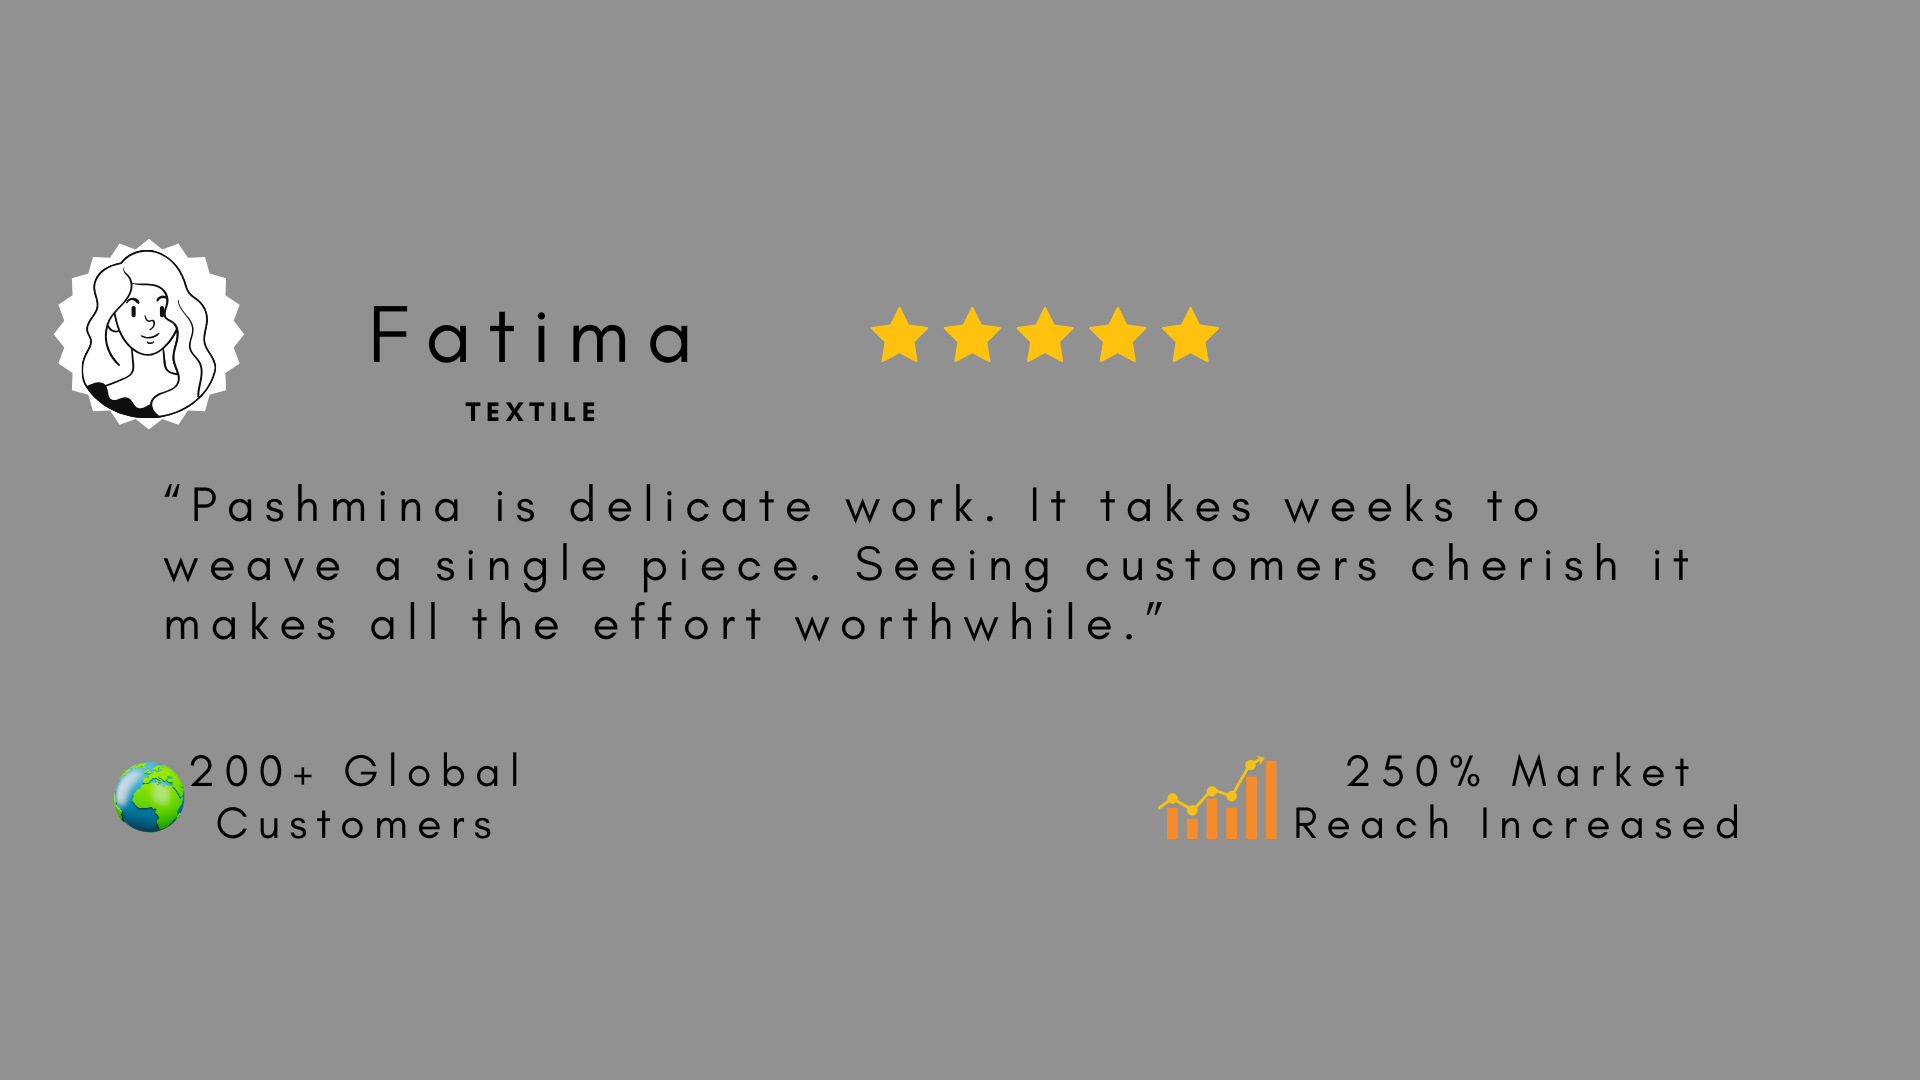 Fatima
TEXTILE
“Pashmina is delicate work. It takes weeks to
weave a single piece. Seeing customers cherish it
makes all the effort worthwhile.”
200+ Global
Customers
250% Market
Reach Increased